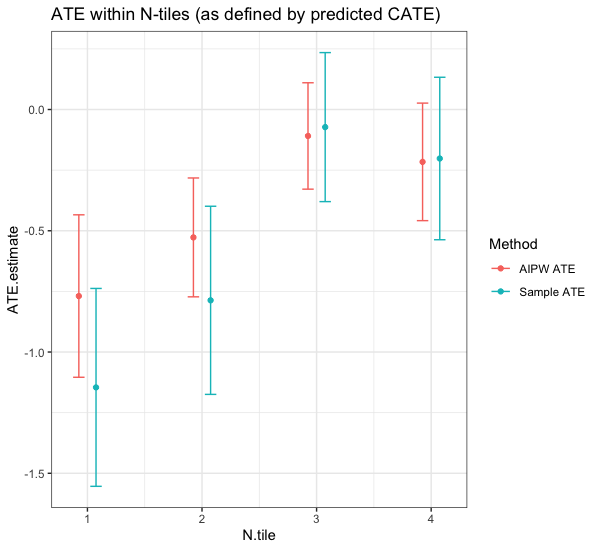 ATE within N-tiles (as defined by predicted CATE)
ATE.estimate
0.0
-0.5
-1.0
-1.5
1 2 3 4
N.tile
Method
AIPW ATE
Sample ATE